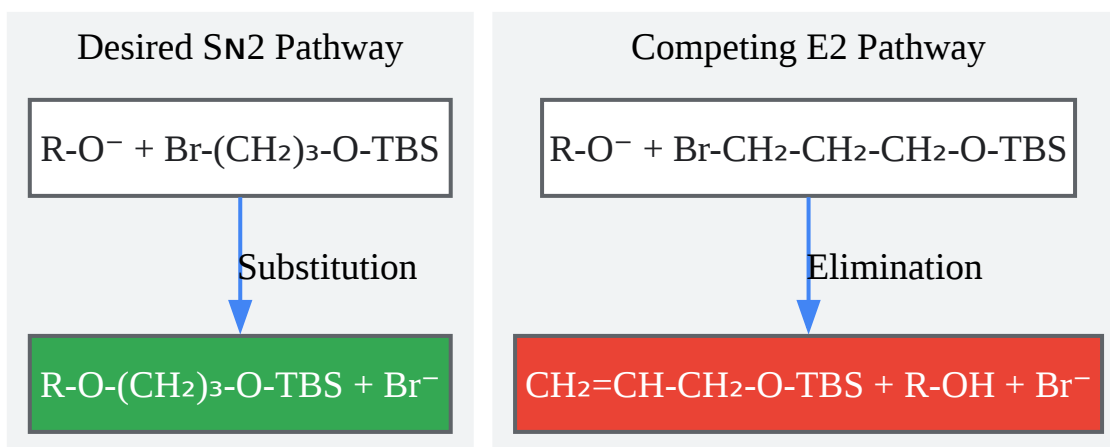 Desired Sɴ2 Pathway
R-O⁻ + Br-(CH₂)₃-O-TBS
Substitution
R-O-(CH₂)₃-O-TBS + Br⁻
Competing E2 Pathway
R-O⁻ + Br-CH₂-CH₂-CH₂-O-TBS
Elimination
CH₂=CH-CH₂-O-TBS + R-OH + Br⁻